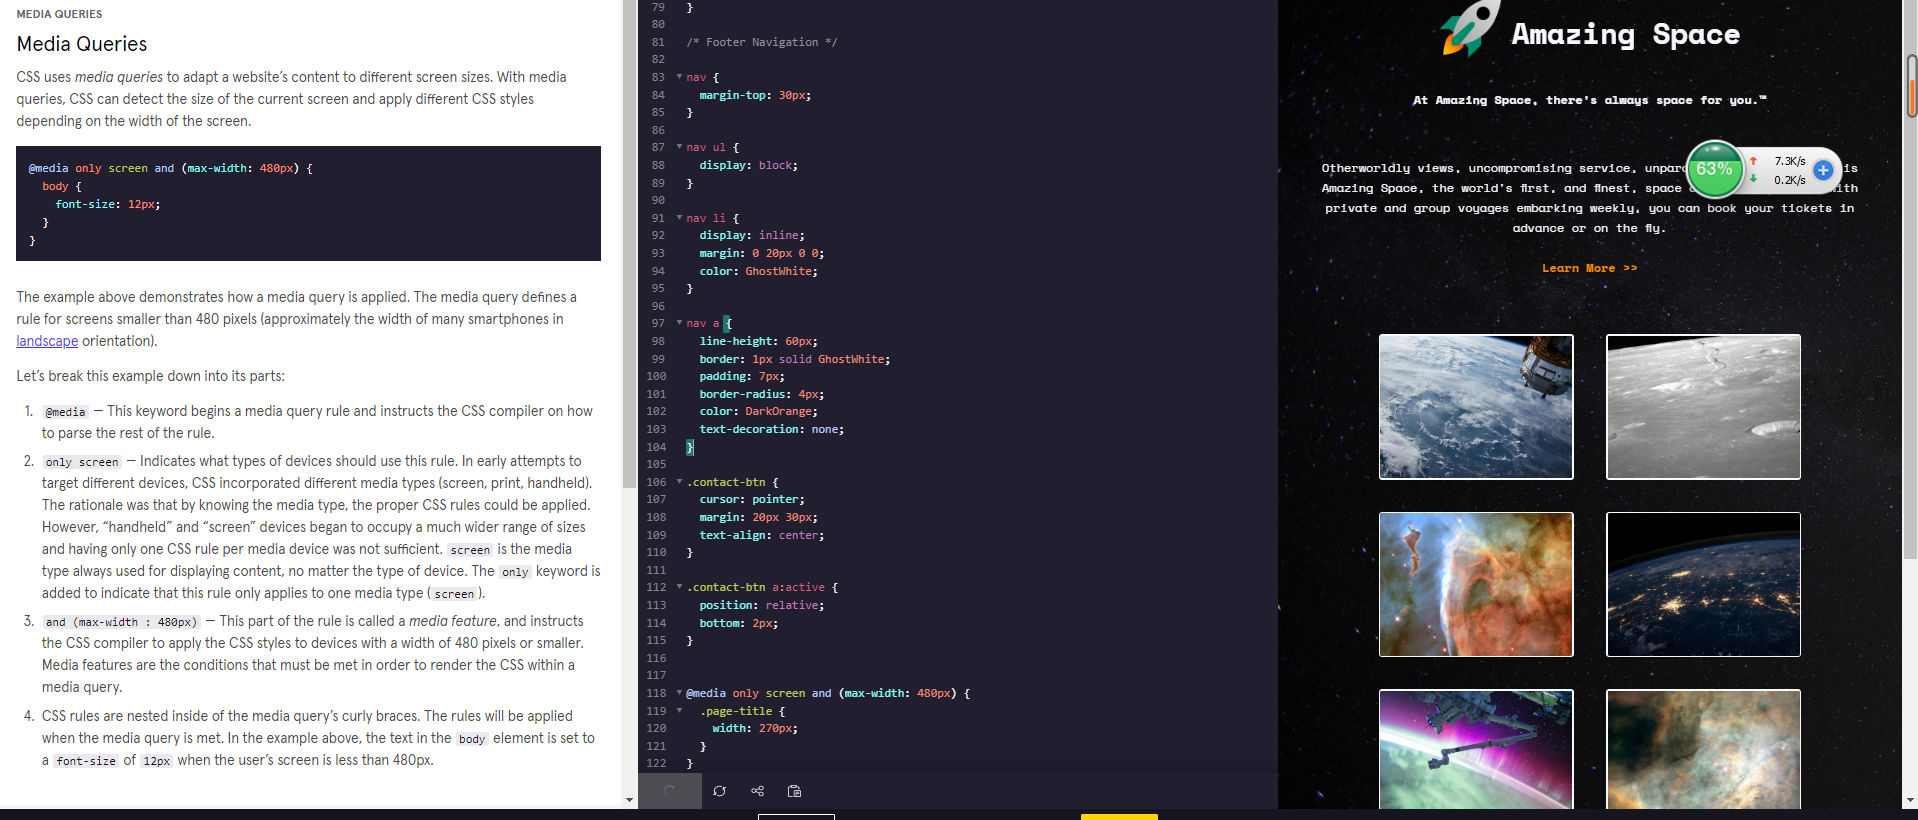 MEDIA QUERIES
Media Queries
CSS uses media queries to adapt a website's content to different screen sizes. With media
queries, CSS can detect the size of the current screen and apply different CSS styles
depending on the width of the screen.
@media only screen and (max-width: 480px) {
body {
font-size: 12px;
}
}
The example above demonstrates how a media query is applied. The media query defines a
rule for screens smaller than 480 pixels (approximately the width of many smartphones in
landscape orientation).
Let's break this example down into its parts:
1. @media — This keyword begins a media query rule and instructs the CSS compiler on how
to parse the rest of the rule.
2. only screen — Indicates what types of devices should use this rule. In early attempts to
target different devices, CSS incorporated different media types (screen, print, handheld).
The rationale was that by knowing the media type, the proper CSS rules could be applied.
However, “handheld” and “screen” devices began to occupy a much wider range of sizes
and having only one CSS rule per media device was not sufficient. screen is the media
type always used for displaying content, no matter the type of device. The only keyword is
added to indicate that this rule only applies to one media type (screen).
3. and (max-width : 480px) — This part of the rule is called a media feature, and instructs
the CSS compiler to apply the CSS styles to devices with a width of 480 pixels or smaller.
Media features are the conditions that must be met in order to render the CSS within a
media query.
4. CSS rules are nested inside of the media query's curly braces. The rules will be applied
when the media query is met. In the example above, the text in the body element is set to
a font-size of 12px when the user's screen is less than 480px.
79 }
80
81 /* Footer Navigation */
82
83 nav {
84 margin-top: 30px;
85 }
86
87 nav ul {
88 display: block;
89 }
90
91 nav li {
92 display: inline;
93 margin: 0 20px 0 0;
94 color: GhostWhite;
95 }
96
97 nav a {
98 line-height: 60px;
99 border: 1px solid GhostWhite;
100 padding: 7px;
101 border-radius: 4px;
102 color: DarkOrange;
103 text-decoration: none;
104 }
105
106 .contact-btn {
107 cursor: pointer;
108 margin: 20px 30px;
109 text-align: center;
110 }
111
112 .contact-btn a:active {
113 position: relative;
114 bottom: 2px;
115 }
116
117
118 @media only screen and (max-width: 480px) {
119 .page-title {
120 width: 270px;
121 }
122 }
Amazing Space
At Amazing Space, there's always space for you.™
Otherworldly views, uncompromising service, is
Amazing Space, the world's first, and finest, space
private and group voyages embarking weekly, you can book your tickets in
advance or on the fly.
Learn More >>
63%
7.3K/s
0.2K/s